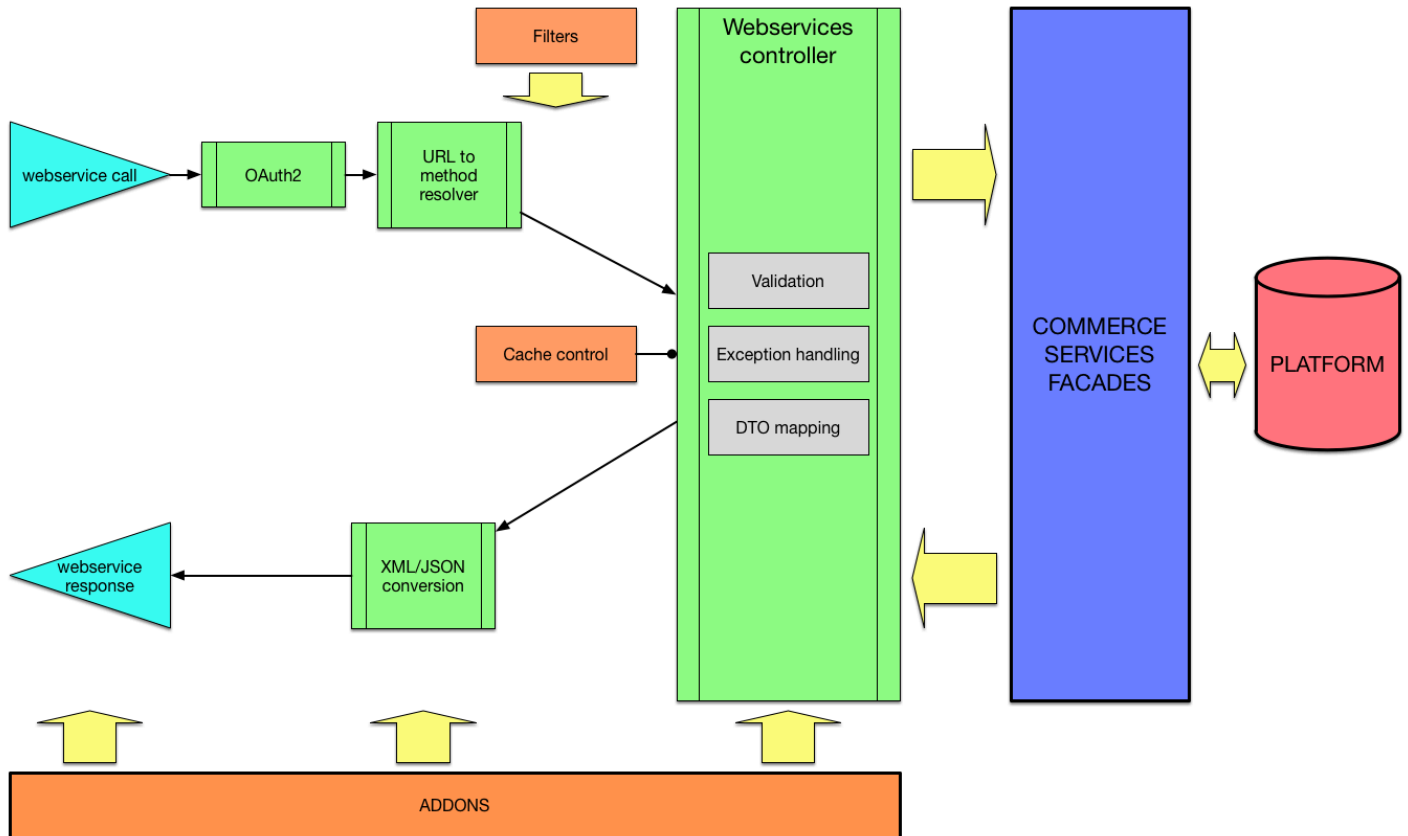 Filters
Webservices
controller
webservice call
OAuth2
URL to
method
resolver
Validation
Cache control
Exception handling
DTO mapping
COMMERCE
SERVICES
FACADES
PLATFORM
webservice
response
XML/JSON
conversion
ADDONS